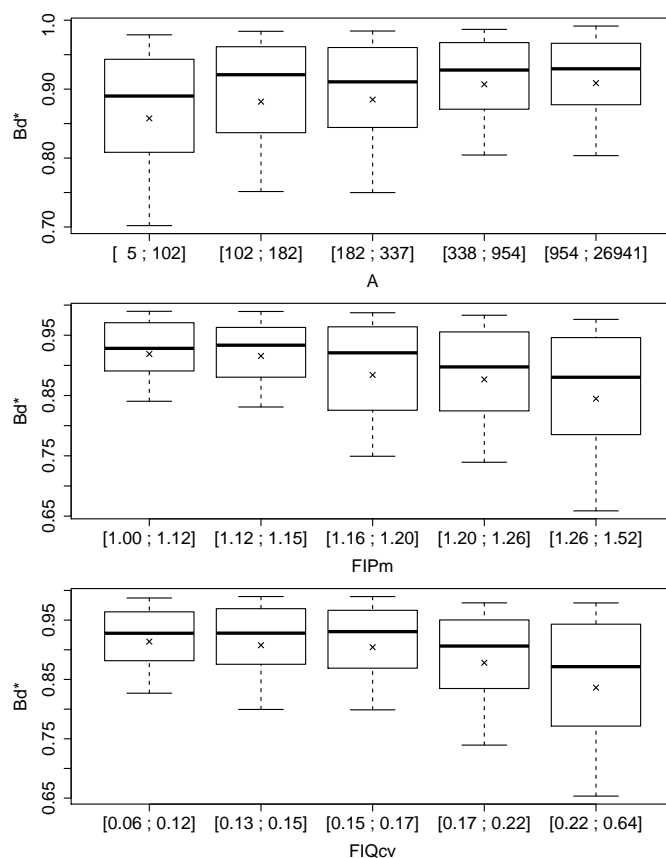 1.0
0.90
0.80
0.70
Bd*
[ 5 ; 102] [102 ; 182] [182 ; 337] [338 ; 954] [954 ; 26941]
A
0.95
0.85
0.75
0.65
Bd*
[1.00 ; 1.12] [1.12 ; 1.15] [1.16 ; 1.20] [1.20 ; 1.26] [1.26 ; 1.52]
FIPm
0.95
0.85
0.75
0.65
Bd*
[0.06 ; 0.12] [0.13 ; 0.15] [0.15 ; 0.17] [0.17 ; 0.22] [0.22 ; 0.64]
FIQcv